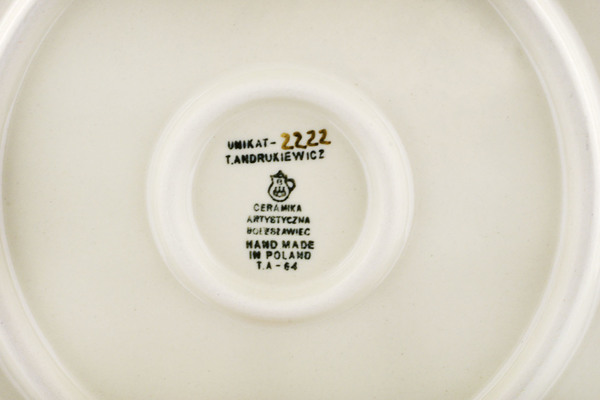 UNIKAT-2222
T.ANDRUKIEWICZ
CERAMIKA
ARTYSTYCZNA
BOLESŁAWIEC
HAND MADE
IN POLAND
T.A-64